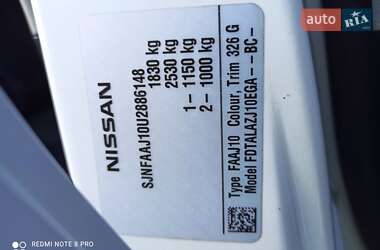 auto RIA
NISSAN
SJNFAAJ10U2886148
1830 kg
2530 kg
1– 1150 kg
2– 1000 kg
Type FAAJ10 Colour, Trim 326 G
Model FDTALAZJ10EGA – – BC–
REDMI NOTE 8 PRO